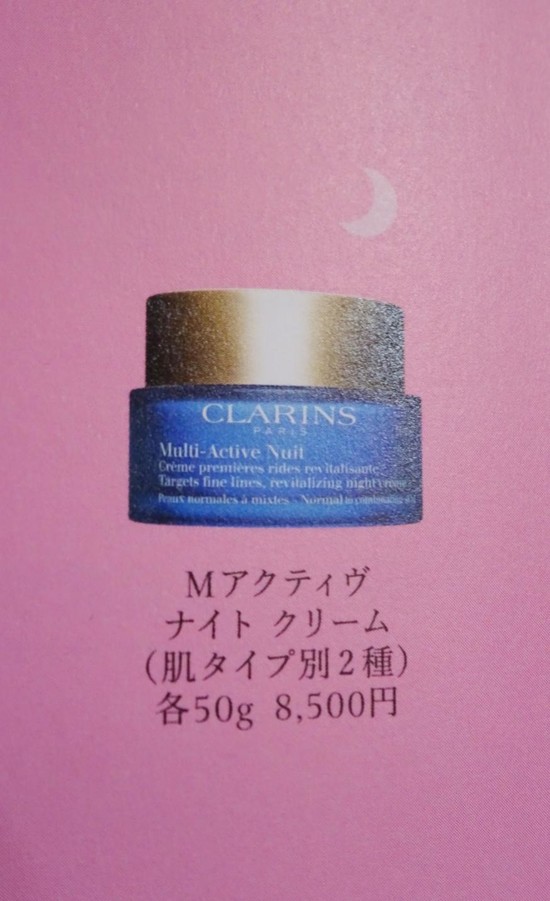 CLARINS
PARIS
Multi-Active Nuit
Crème premières rides revitalisante
Targets fine lines, revitalizing night cream
Peaux normales à mixtes - Normal to combination
Mアクティヴ
ナイト クリーム
(肌タイプ別2種)
各50g 8,500円